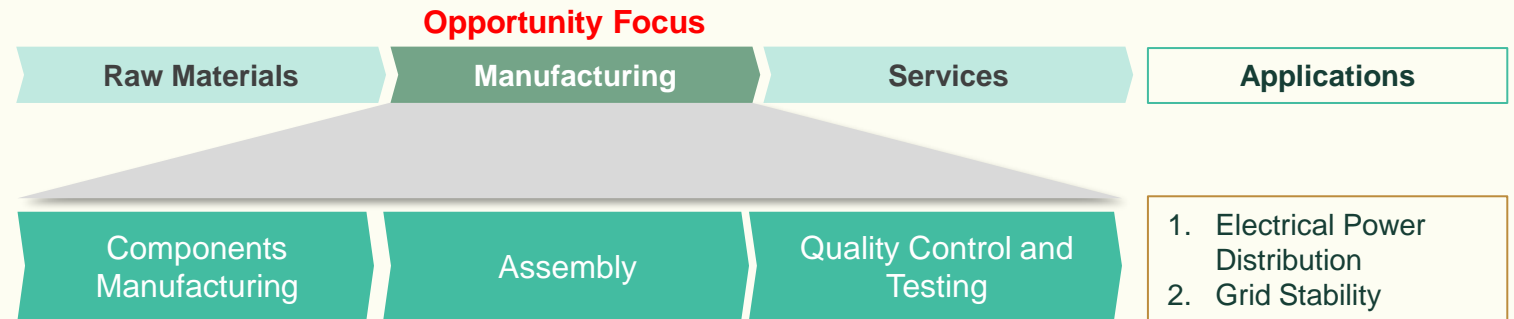 Opportunity Focus
Raw Materials
Manufacturing
Services
Applications
Components
Manufacturing
Assembly
Quality Control and
Testing
1. Electrical Power
Distribution
2. Grid Stability